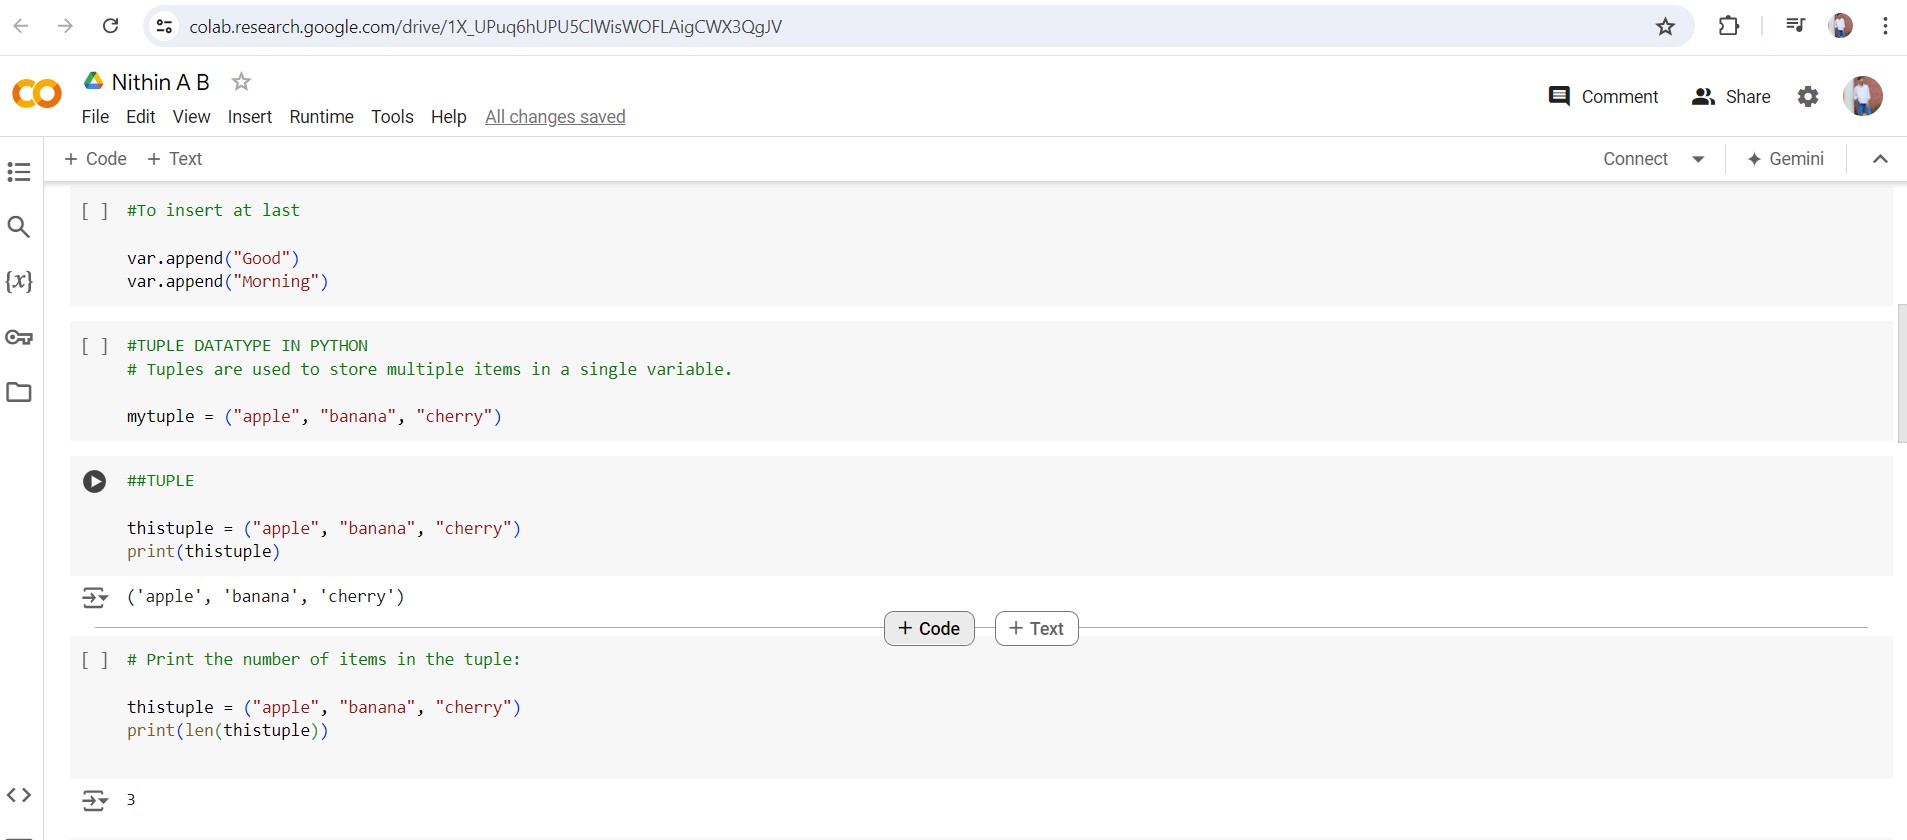 colab.research.google.com/drive/1X_UPuq6hUPU5ClWisWOFLAigCWX3QgJV
Nithin A B
File Edit View Insert Runtime Tools Help All changes saved
Comment Share
+ Code + Text
Connect Gemini
[ ] #To insert at last
var.append("Good")
var.append("Morning")
[ ] #TUPLE DATATYPE IN PYTHON
# Tuples are used to store multiple items in a single variable.
mytuple = ("apple", "banana", "cherry")
##TUPLE
thistuple = ("apple", "banana", "cherry")
print(thistuple)
('apple', 'banana', 'cherry')
+ Code + Text
[ ] # Print the number of items in the tuple:
thistuple = ("apple", "banana", "cherry")
print(len(thistuple))
3